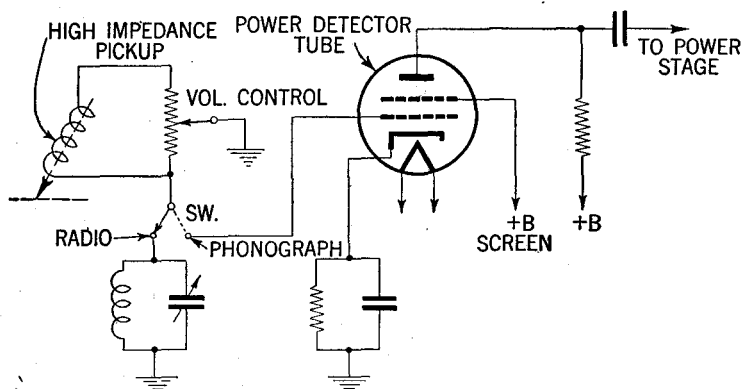 HIGH IMPEDANCE
PICKUP
POWER DETECTOR
TUBE
TO POWER
STAGE
VOL. CONTROL
SW.
RADIO
PHONOGRAPH
+B
SCREEN
+B